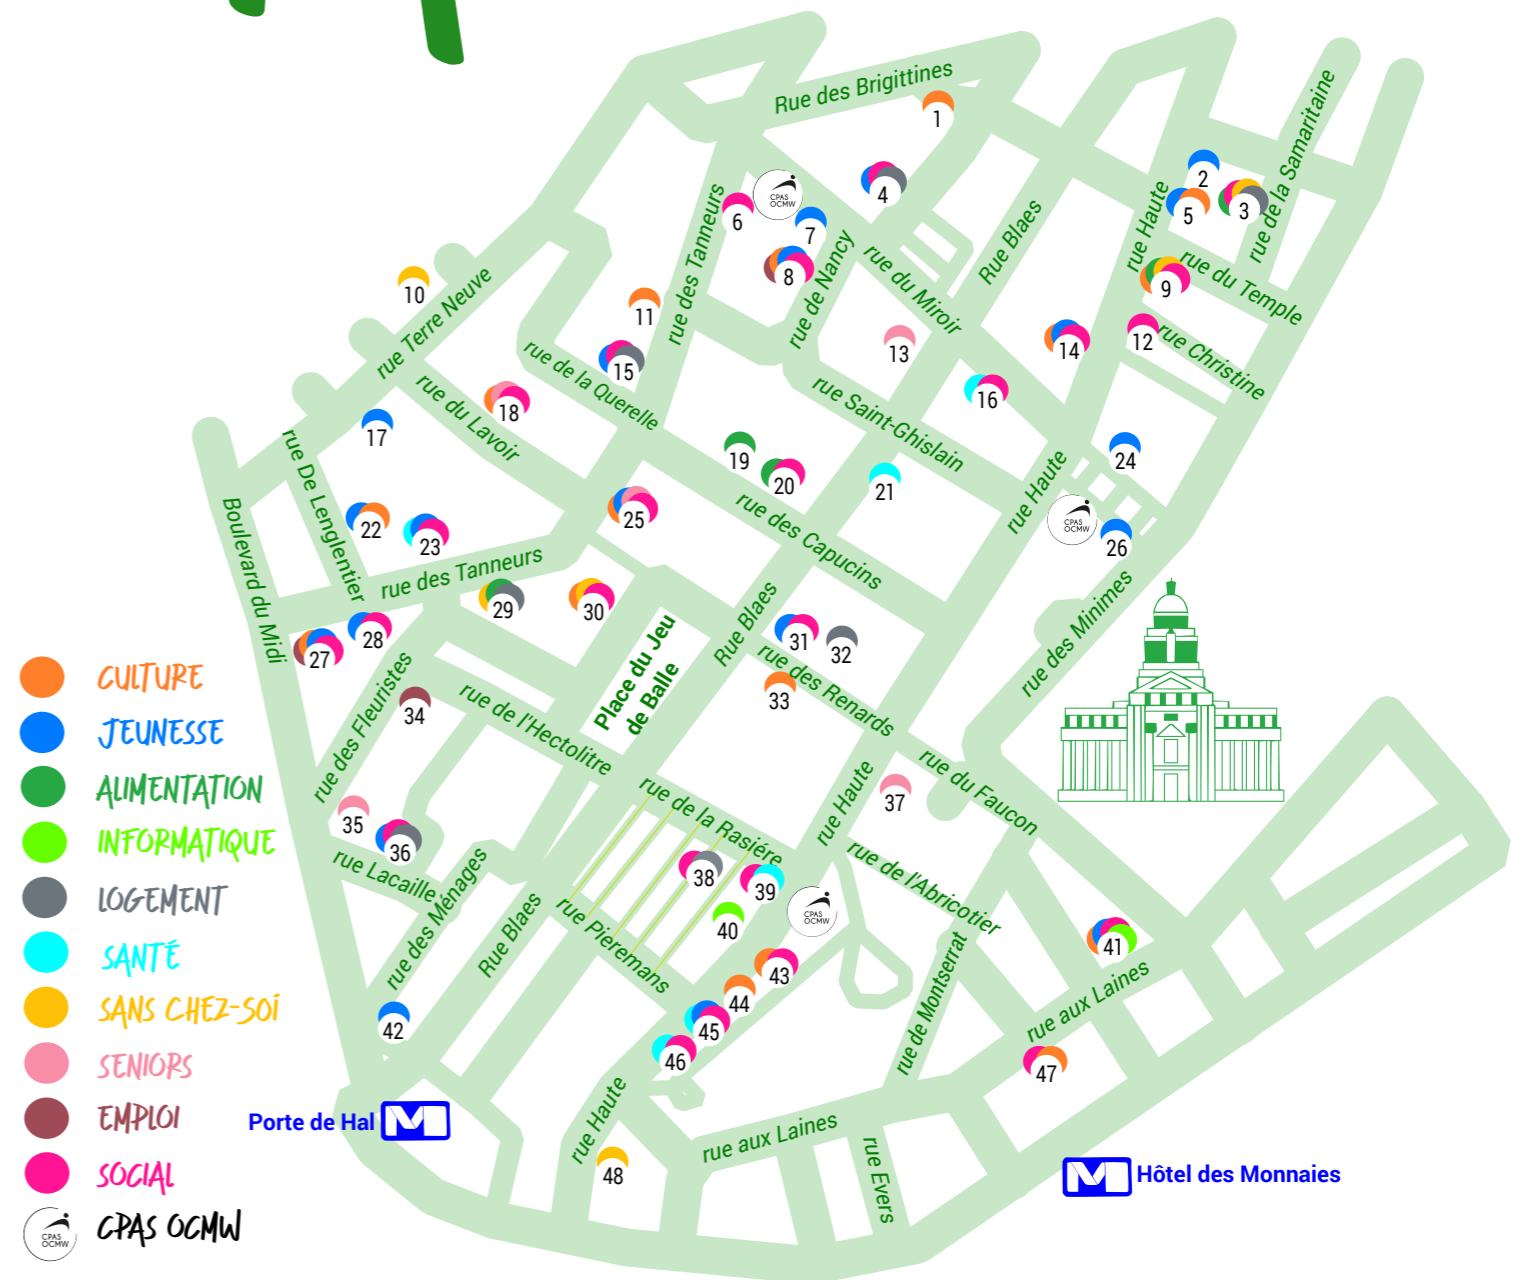 Rue des Brigittines
1
2
rue de la Samaritaine
CPAS
OCMW
4
3
5
6
rue des Tanneurs
7
rue Haute
Rue Blaes
rue de Nancy
rue du Miroir
8
rue du Temple
9
10
rue Terre Neuve
11
12
rue Christine
13
14
15
rue de la Querelle
16
rue du Lavoir
18
17
rue Saint-Ghislain
rue De Lenglentier
19
20
21
24
rue Haute
22
23
25
rue des Capucins
CPAS
OCMW
26
Boulevard du Midi
rue des Tanneurs
29
30
Rue Blaes
rue des Minimes
27
28
31
32
Place du Jeu
de Balle
rue des Renards
33
CULTURE
JEUNESSE
ALIMENTATION
INFORMATIQUE
LOGEMENT
SANTÉ
SANS CHEZ-SOI
SENIORS
EMPLOI
SOCIAL
CPAS
OCMW
CPAS OCMW
rue des Fleuristes
34
rue de l'Hectolitre
rue de la Rasiére
rue Haute
37
rue du Faucon
35
36
rue Lacaille
rue des Ménages
38
39
rue de l'Abricotier
CPAS
OCMW
40
Rue Blaes
rue Pieremans
41
rue de Montserrat
rue aux Laines
43
44
42
45
46
47
Porte de Hal
rue Haute
rue aux Laines
48
rue Evers
Hôtel des Monnaies